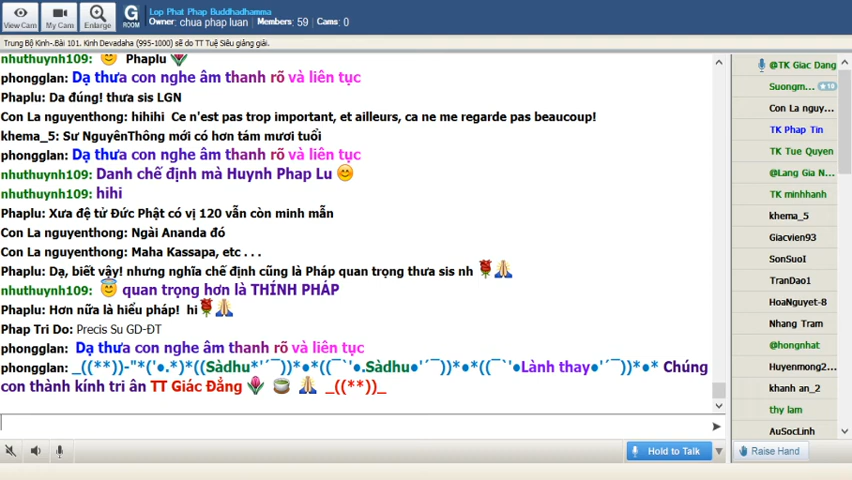 View Cam
My Cam
Enlarge
G
ROOM
Lop Phat Phap Buddhadhamma
Owner: chua phap luan Members: 59 Cams: 0
Trung Bộ Kinh-.Bài 101. Kinh Devadaha (995-1000) sẽ do TT Tuệ Siêu giảng giải.
nhuthuynh109: Phaplu
phongglan: Dạ thưa con nghe âm thanh rõ và liên tục
Phaplu: Da đúng! thưa sis LGN
Con La nguyenthong: hihihi Ce n'est pas trop important, et ailleurs, ca ne me regarde pas beaucoup!
khema_5: Sư NguyênThông mới có hơn tám mươi tuổi
phongglan: Dạ thưa con nghe âm thanh rõ và liên tục
nhuthuynh109: Danh chế định mà Huynh Phap Lu
nhuthuynh109: hihi
Phaplu: Xưa đệ tử Đức Phật có vị 120 vẫn còn minh mẫn
Con La nguyenthong: Ngài Ananda đó
Con La nguyenthong: Maha Kassapa, etc . . .
Phaplu: Dạ, biết vậy! nhưng nghĩa chế định cũng là Pháp quan trọng thưa sis nh
nhuthuynh109: quan trọng hơn là THÍNH PHÁP
Phaplu: Hơn nữa là hiểu pháp! hi
Phap Tri Do: Precis Su GD-ĐT
phongglan: Dạ thưa con nghe âm thanh rõ và liên tục
phongglan: _((**))-"*('●.*)*((Sàdhu*'´¯))*●*((¯`'●.Sàdhu●'´¯))*●*((¯`'●Lành thay●'´¯))*●* Chúng
con thành kính tri ân TT Giác Đẳng _((**))_
Hold to Talk
@TK Giac Dang
Suongm... ★10
Con La nguy...
TK Phap Tin
TK Tue Quyen
@Lang Gia N...
TK minhhanh
khema_5
Giacvien93
SonSuoI
TranDao1
HoaNguyet-8
Nhang Tram
@hongnhat
Huyenmong2...
khanh an_2
thy lam
AuSocLinh
Raise Hand